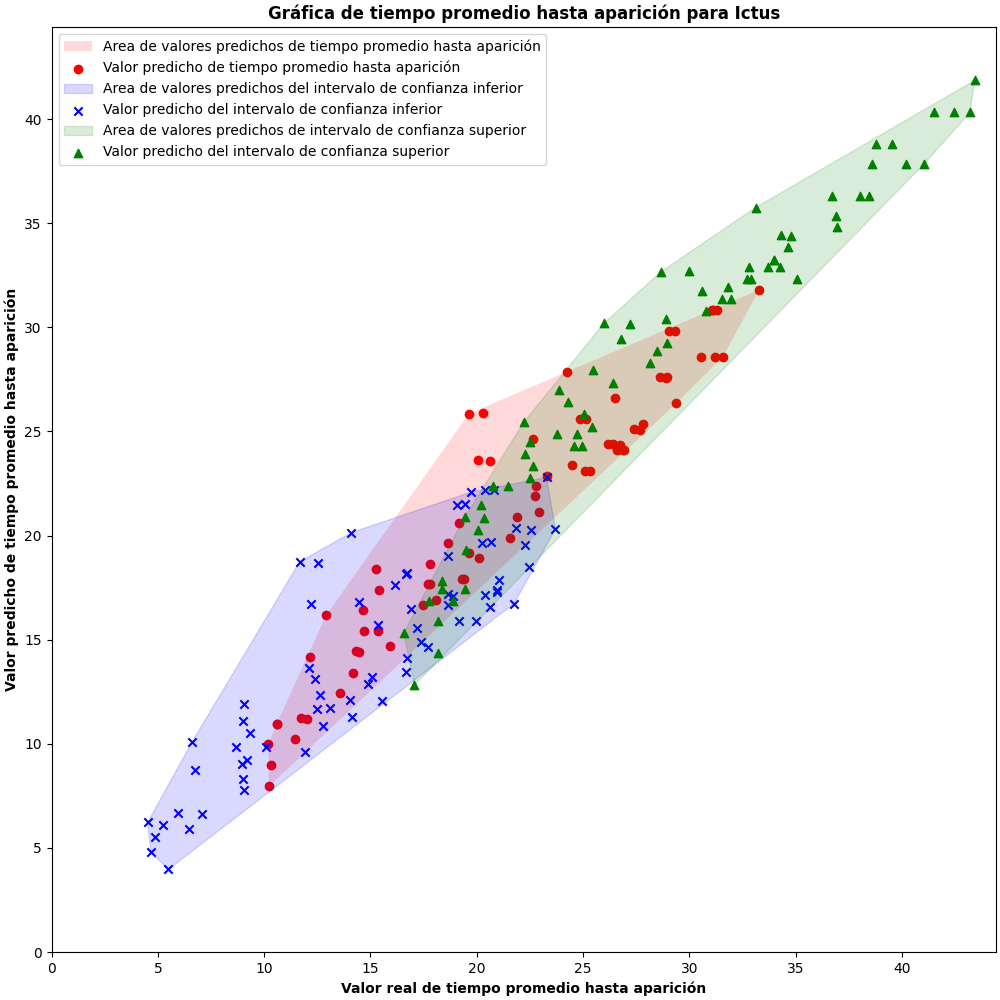 Gráfica de tiempo promedio hasta aparición para Ictus
Area de valores predichos de tiempo promedio hasta aparición
Valor predicho de tiempo promedio hasta aparición
Area de valores predichos del intervalo de confianza inferior
Valor predicho del intervalo de confianza inferior
Area de valores predichos de intervalo de confianza superior
Valor predicho del intervalo de confianza superior
Valor predicho de tiempo promedio hasta aparición
40
35
30
25
20
15
10
5
0
0 5 10 15 20 25 30 35 40
Valor real de tiempo promedio hasta aparición